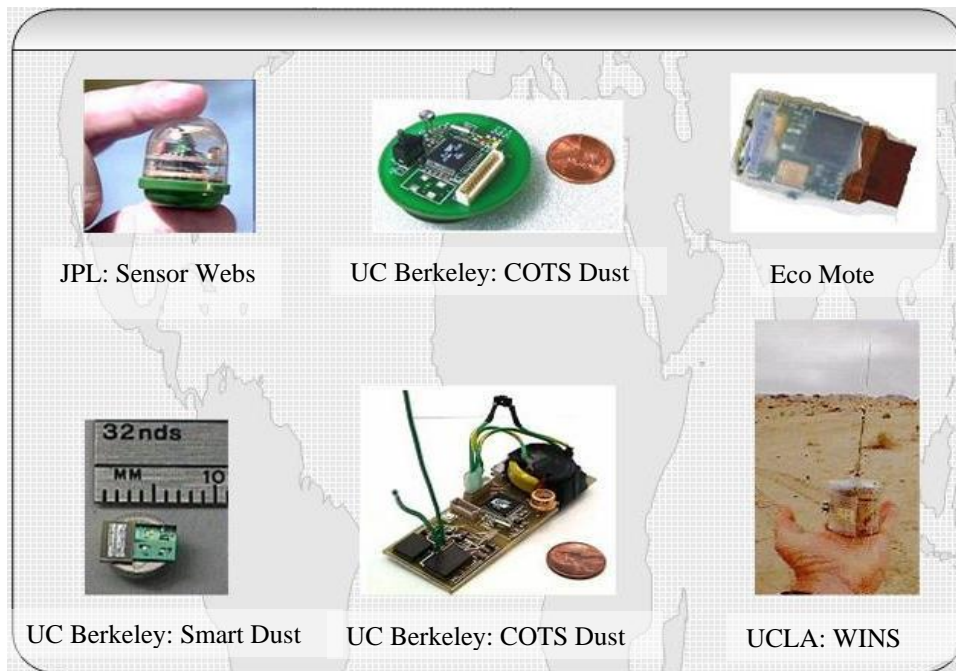 JPL: Sensor Webs
UC Berkeley: COTS Dust
Eco Mote
32nds
MM 10
UC Berkeley: Smart Dust
UC Berkeley: COTS Dust
UCLA: WINS